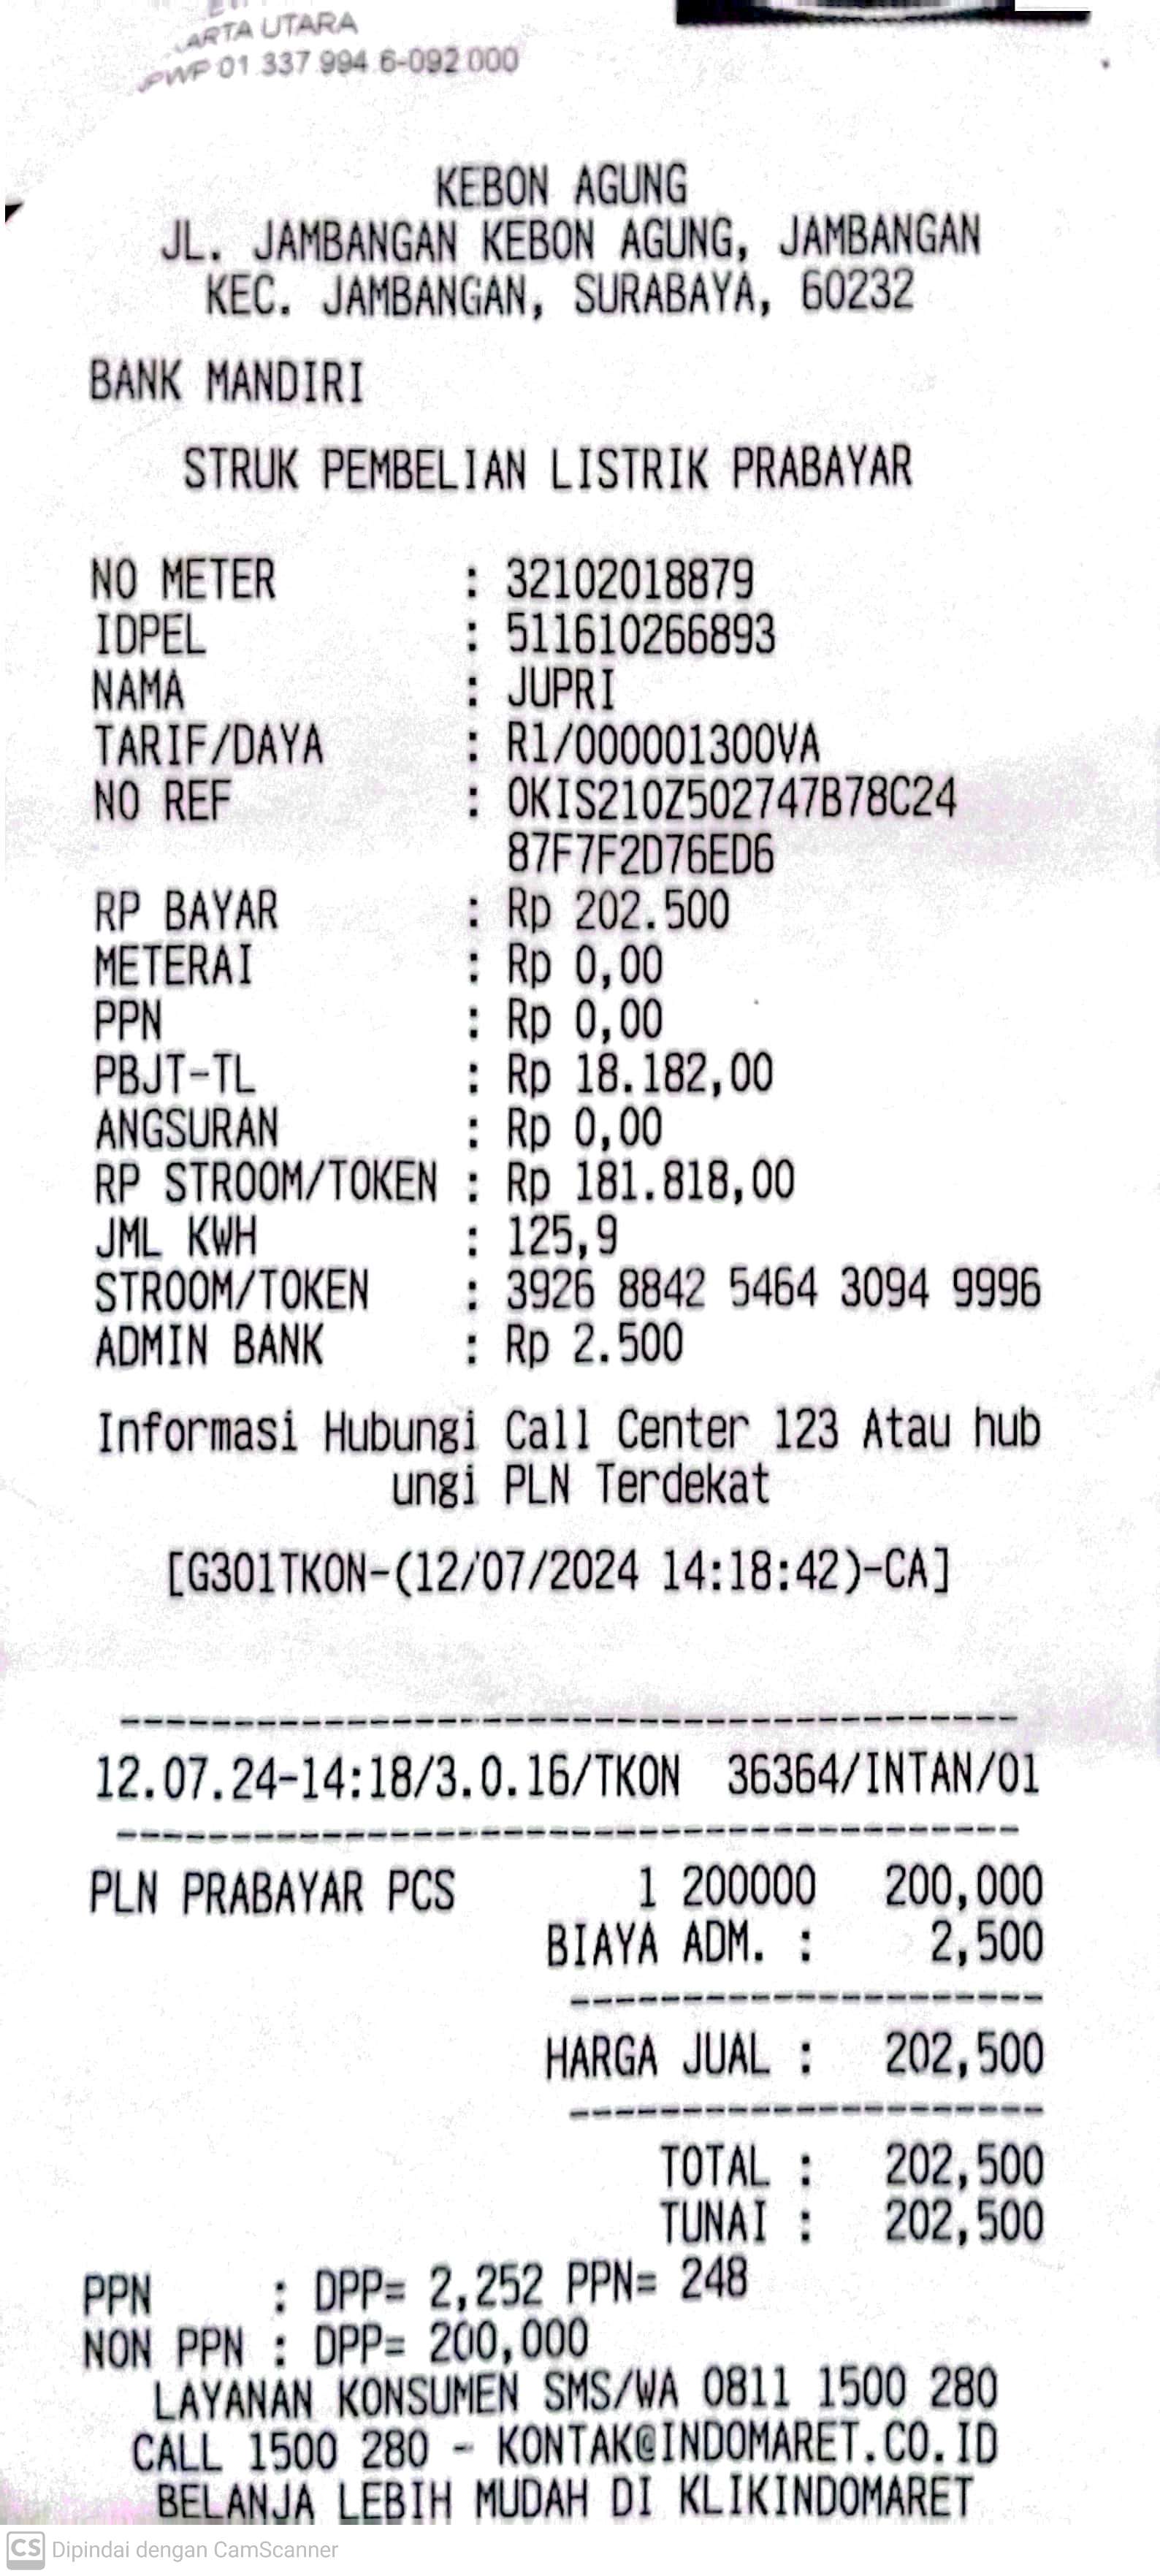 ARTA UTARA
PWP 01 337 994 6-092 000
KEBON AGUNG
JL. JAMBANGAN KEBON AGUNG, JAMBANGAN
KEC. JAMBANGAN, SURABAYA, 60232
BANK MANDIRI
STRUK PEMBELIAN LISTRIK PRABAYAR
NO METER : 32102018879
IDPEL : 511610266893
NAMA : JUPRI
TARIF/DAYA : R1/000001300VA
NO REF : OKIS210Z502747B78C24
87F7F2D76ED6
RP BAYAR : Rp 202.500
METERAI : Rp 0,00
PPN : Rp 0,00
PBJT-TL : Rp 18.182,00
ANGSURAN : Rp 0,00
RP STROOM/TOKEN : Rp 181.818,00
JML KWH : 125,9
STROOM/TOKEN : 3926 8842 5464 3094 9996
ADMIN BANK : Rp 2.500
Informasi Hubungi Call Center 123 Atau hub
ungi PLN Terdekat
[G301TKON-(12/07/2024 14:18:42)-CA]
12.07.24-14:18/3.0.16/TKON 36364/INTAN/01
PLN PRABAYAR PCS 1 200000 200,000
BIAYA ADM. : 2,500
HARGA JUAL : 202,500
TOTAL : 202,500
TUNAI : 202,500
PPN : DPP= 2,252 PPN= 248
NON PPN : DPP= 200,000
LAYANAN KONSUMEN SMS/WA 0811 1500 280
CALL 1500 280 - KONTAK@INDOMARET.CO.ID
BELANJA LEBIH MUDAH DI KLIKINDOMARET
CS Dipindai dengan CamScanner